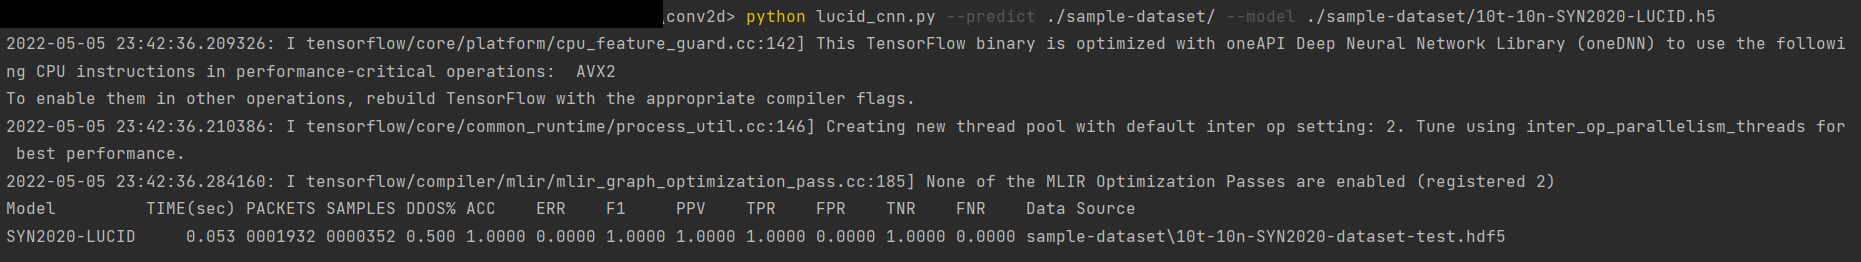 \conv2d> python lucid_cnn.py --predict ./sample-dataset/ --model ./sample-dataset/10t-10n-SYN2020-LUCID.h5
2022-05-05 23:42:36.209326: I tensorflow/core/platform/cpu_feature_guard.cc:142] This TensorFlow binary is optimized with oneAPI Deep Neural Network Library (oneDNN) to use the followi
ng CPU instructions in performance-critical operations:  AVX2
To enable them in other operations, rebuild TensorFlow with the appropriate compiler flags.
2022-05-05 23:42:36.210386: I tensorflow/core/common_runtime/process_util.cc:146] Creating new thread pool with default inter op setting: 2. Tune using inter_op_parallelism_threads for
 best performance.
2022-05-05 23:42:36.284160: I tensorflow/compiler/mlir/mlir_graph_optimization_pass.cc:185] None of the MLIR Optimization Passes are enabled (registered 2)
Model         TIME(sec) PACKETS SAMPLES DDOS% ACC    ERR    F1     PPV    TPR    FPR    TNR    FNR    Data Source
SYN2020-LUCID     0.053 0001932 0000352 0.500 1.0000 0.0000 1.0000 1.0000 1.0000 0.0000 1.0000 0.0000 sample-dataset\10t-10n-SYN2020-dataset-test.hdf5